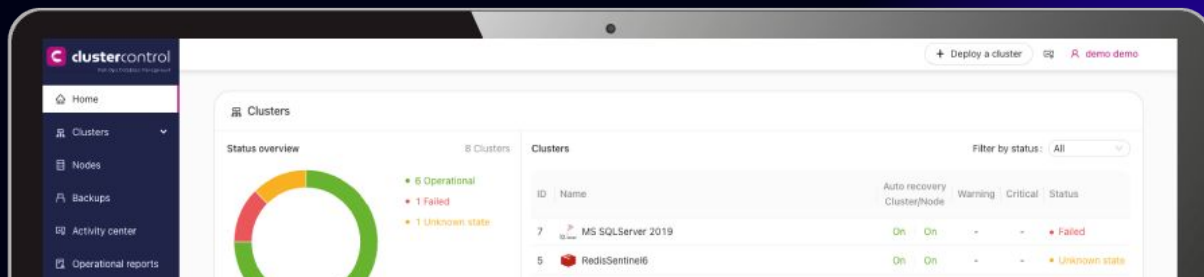 clustercontrol
+ Deploy a cluster
demo demo
Home
Clusters
Nodes
Backups
Activity center
Operational reports
Clusters
Status overview
8 Clusters
6 Operational
1 Failed
1 Unknown state
Clusters
Filter by status: All
ID Name Auto recovery Cluster/Node Warning Critical Status
7 MS SQLServer 2019 On On - - Failed
5 RedisSentinel6 On On - - Unknown state